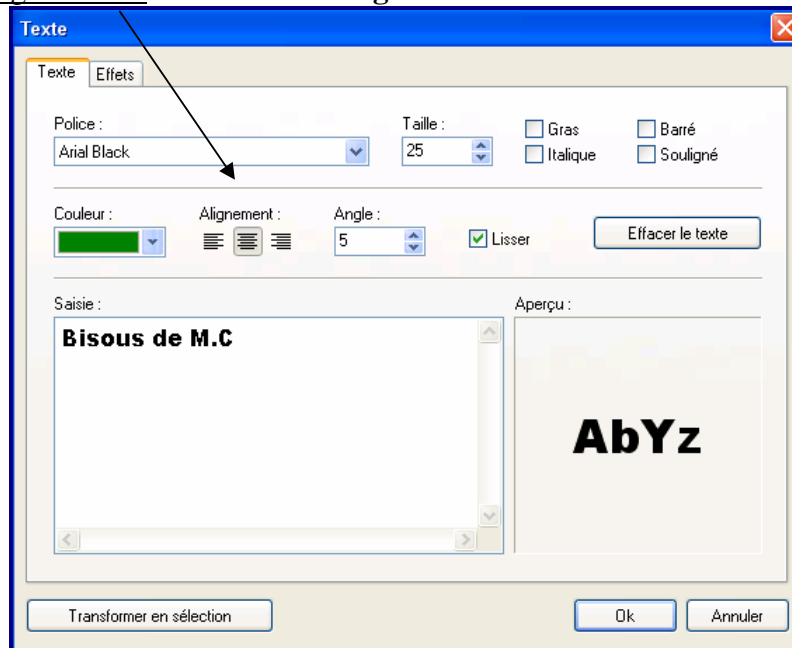 Texte
Texte Effets
Police : Taille :
Arial Black 25
Gras Barré
Italique Souligné
Couleur : Alignement : Angle :
5 Lisser Effacer le texte
Saisie : Aperçu :
Bisous de M.C
AbYz
Transformer en sélection Ok Annuler